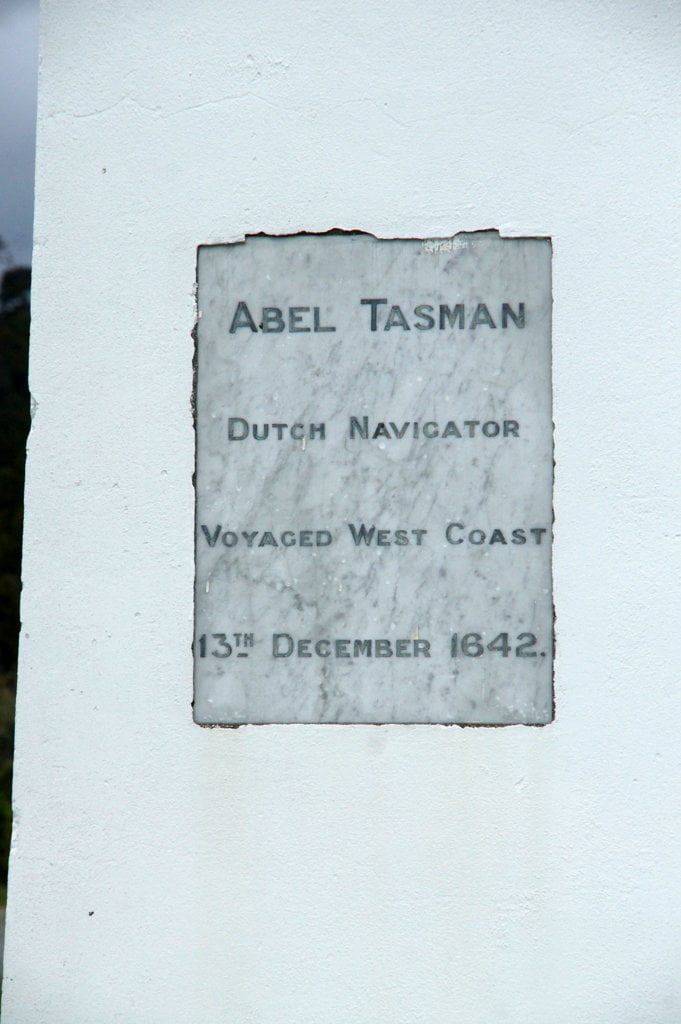 ABEL TASMAN
DUTCH NAVIGATOR
VOYAGED WEST COAST
13TH DECEMBER 1642.